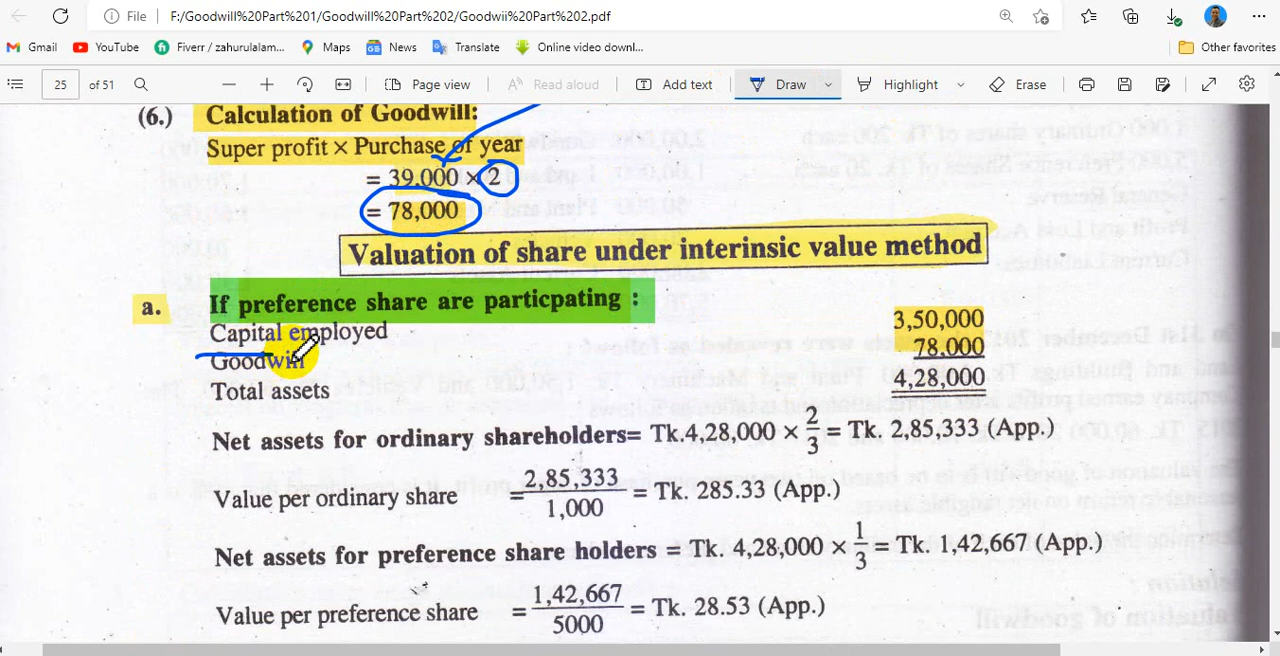 File F:/Goodwill%20Part%201/Goodwill%20Part%202/Goodwii%20Part%202.pdf
Gmail YouTube Fiverr / zahurulalam... Maps News Translate Online video downl... Other favorites
25 of 51 Page view Read aloud Add text Draw Highlight Erase
(6.) Calculation of Goodwill:
Super profit × Purchase of year
= 39,000 × 2
= 78,000
Valuation of share under interinsic value method
a. If preference share are particpating :
Capital employed 3,50,000
Goodwill 78,000
Total assets 4,28,000
Net assets for ordinary shareholders= Tk.4,28,000 × 2/3 = Tk. 2,85,333 (App.)
Value per ordinary share = 2,85,333/1,000 = Tk. 285.33 (App.)
Net assets for preference share holders = Tk. 4,28,000 × 1/3 = Tk. 1,42,667 (App.)
Value per preference share = 1,42,667/5000 = Tk. 28.53 (App.)